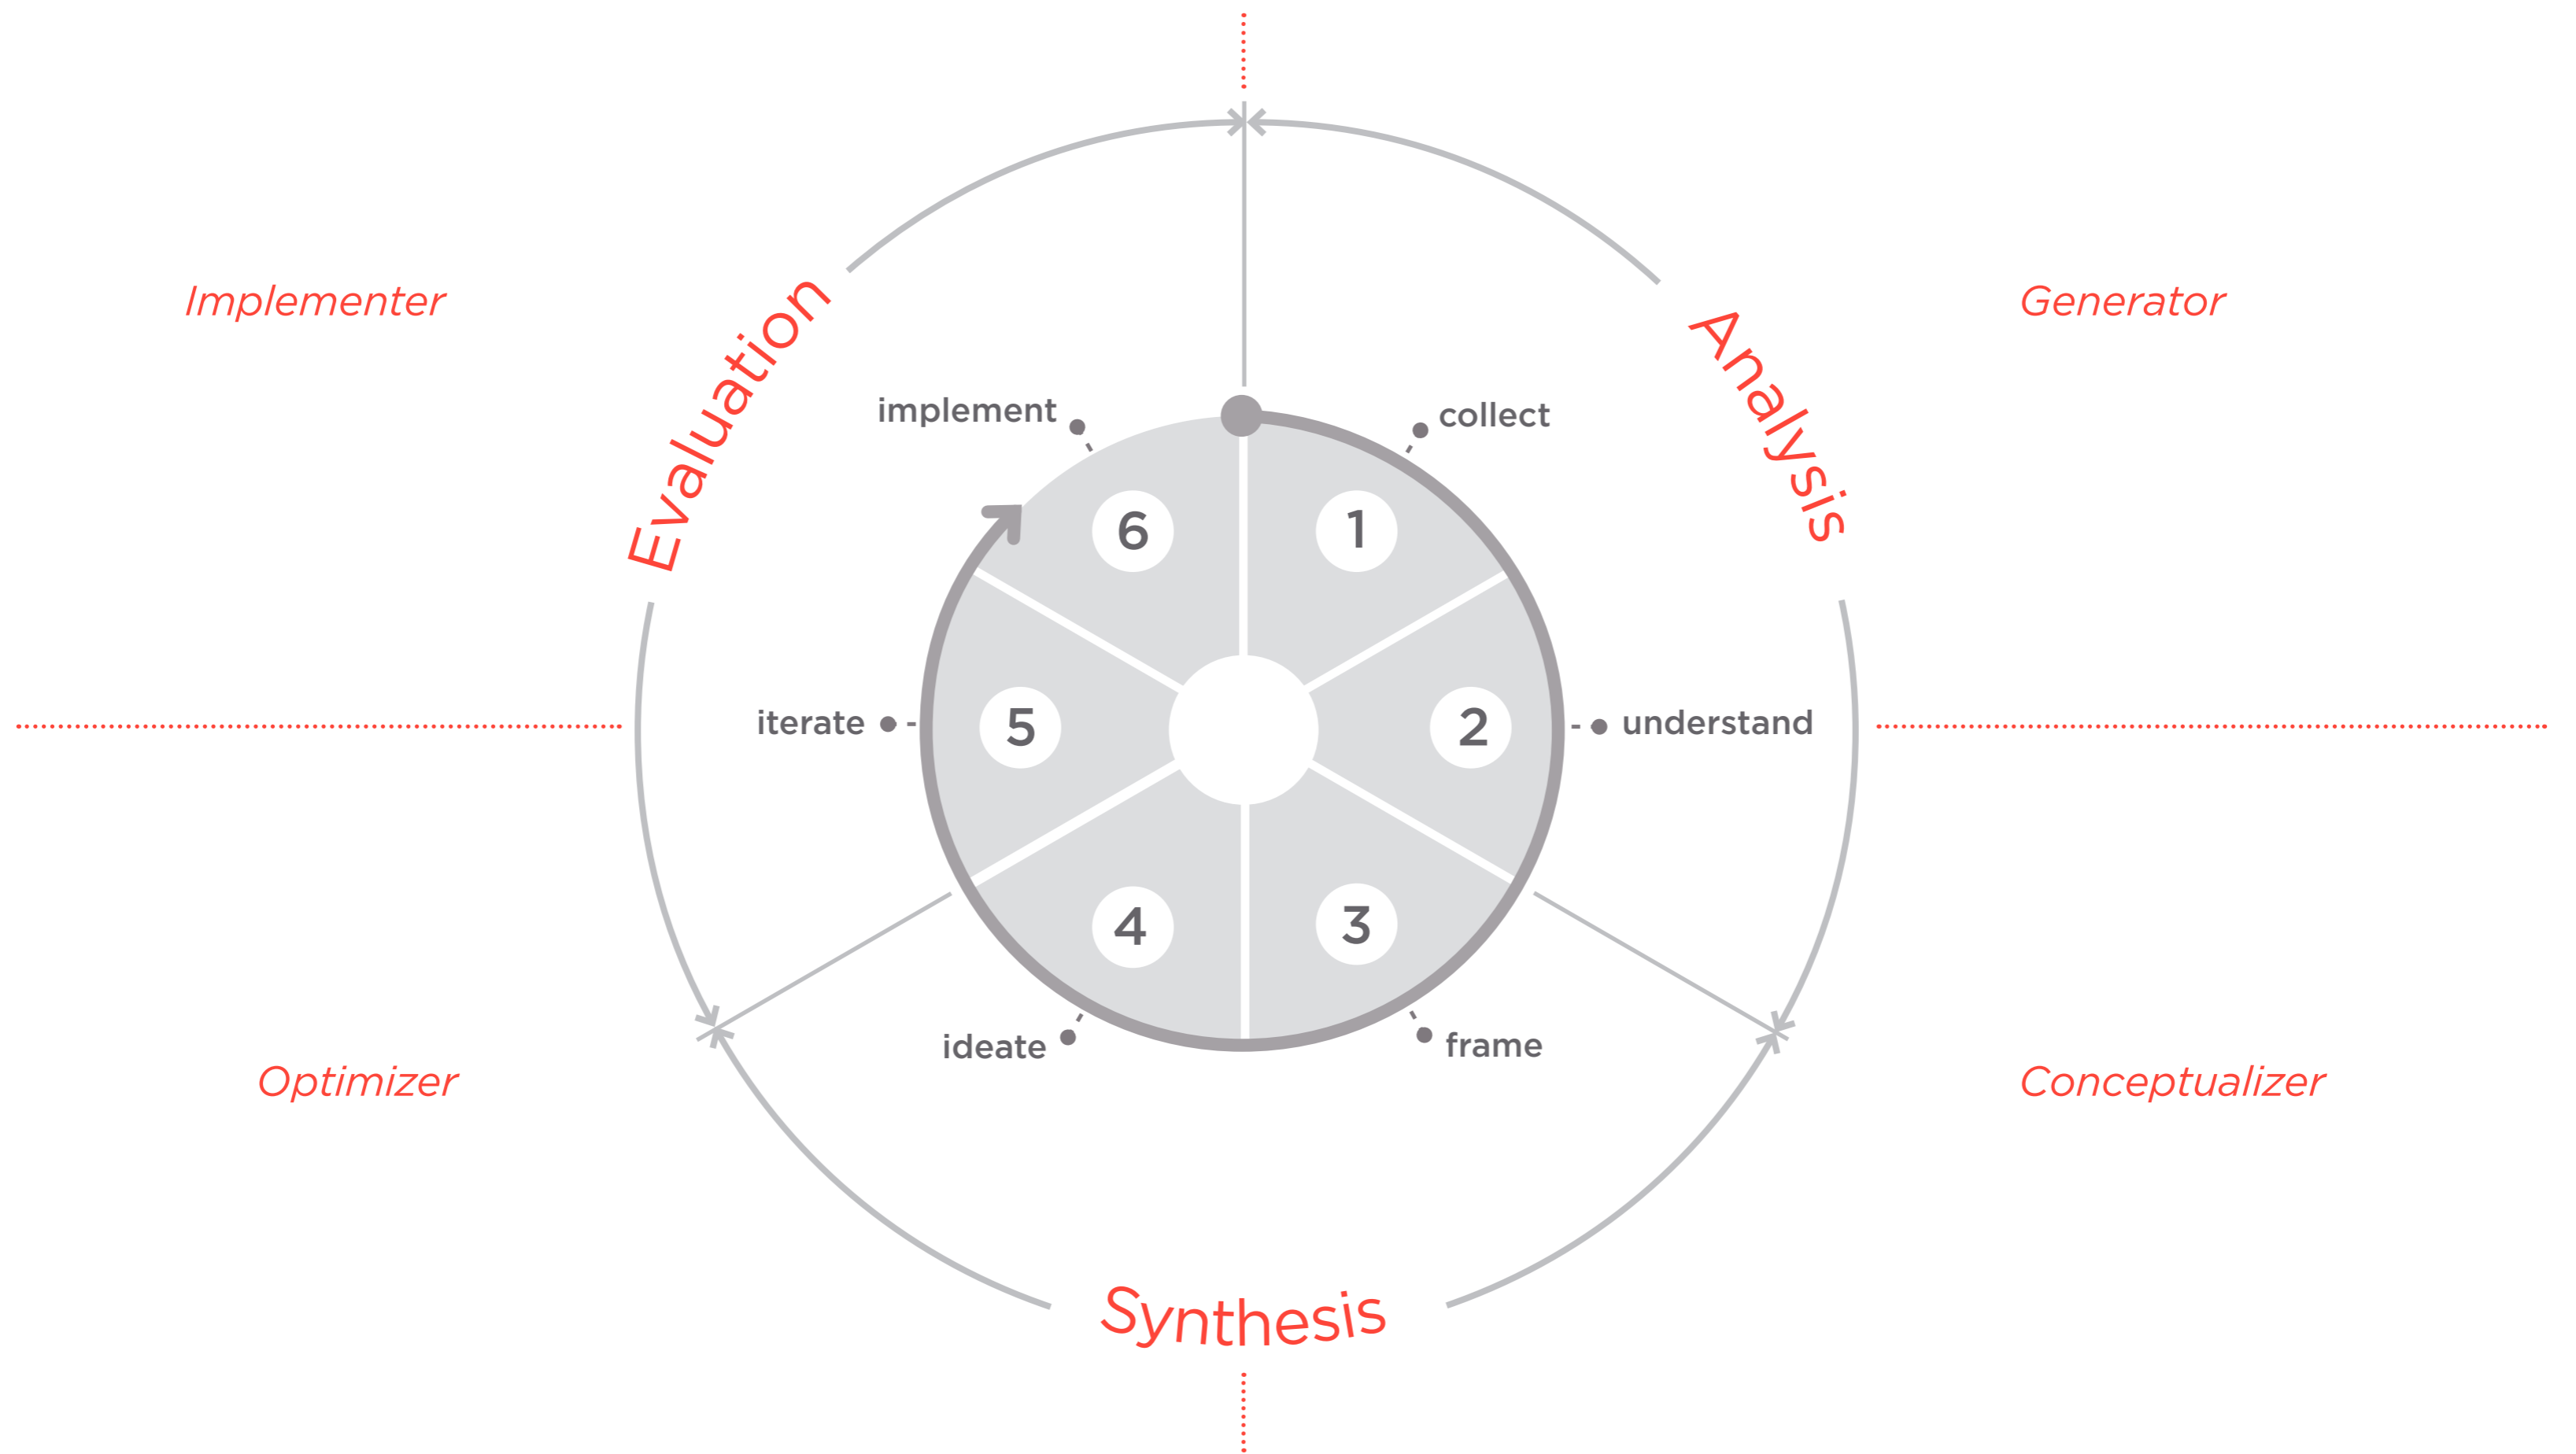 Implementer
Generator
Evaluation
Analysis
implement
collect
6
1
iterate
5
2
understand
4
3
ideate
frame
Optimizer
Conceptualizer
Synthesis